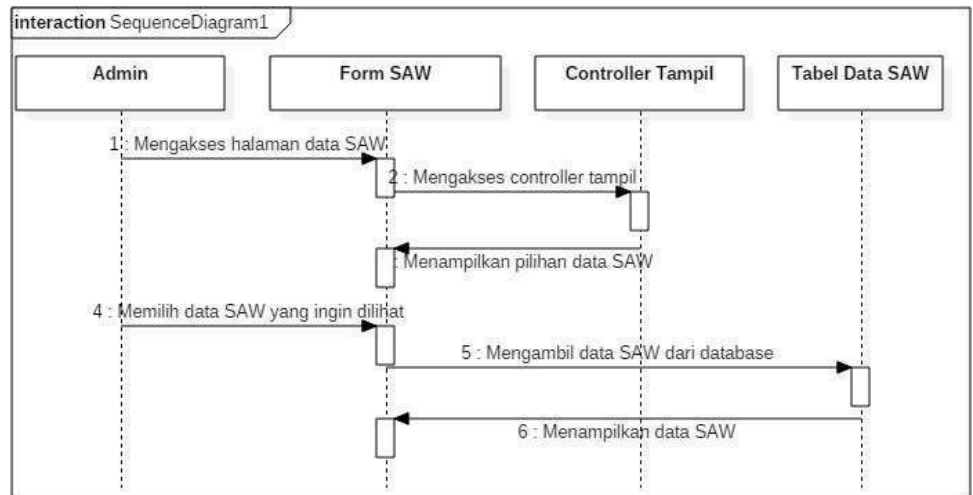 interaction SequenceDiagram1
Admin
Form SAW
Controller Tampil
Tabel Data SAW
1 : Mengakses halaman data SAW
2 : Mengakses controller tampil
: Menampilkan pilihan data SAW
4 : Memilih data SAW yang ingin dilihat
5 : Mengambil data SAW dari database
6 : Menampilkan data SAW